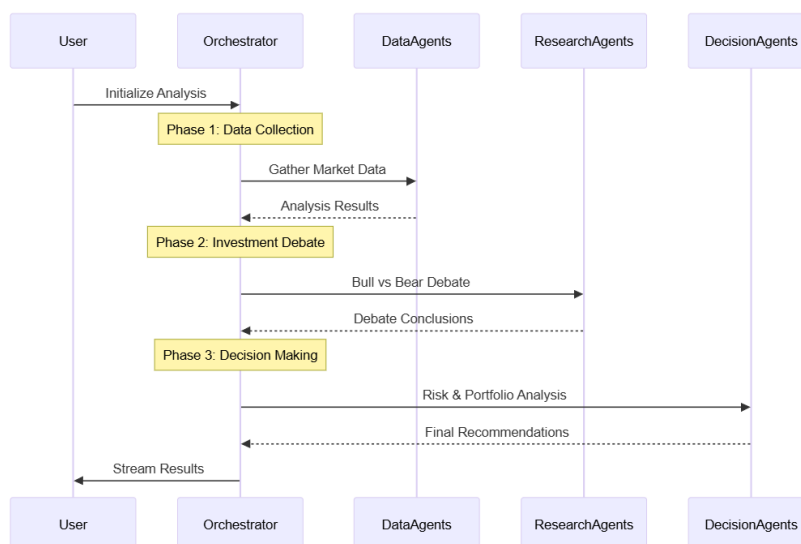 User
Orchestrator
DataAgents
ResearchAgents
DecisionAgents
Initialize Analysis
Phase 1: Data Collection
Gather Market Data
Analysis Results
Phase 2: Investment Debate
Bull vs Bear Debate
Debate Conclusions
Phase 3: Decision Making
Risk & Portfolio Analysis
Final Recommendations
Stream Results
User
Orchestrator
DataAgents
ResearchAgents
DecisionAgents